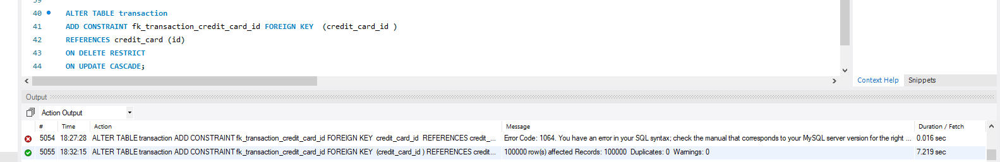 40 ALTER TABLE transaction
41 ADD CONSTRAINT fk_transaction_credit_card_id FOREIGN KEY (credit_card_id )
42 REFERENCES credit_card (id)
43 ON DELETE RESTRICT
44 ON UPDATE CASCADE;
Context Help Snippets
Output
Action Output
# Time Action Message Duration / Fetch
5054 18:27:28 ALTER TABLE transaction ADD CONSTRAINT fk_transaction_credit_card_id FOREIGN KEY credit_card_id REFERENCES credit_... Error Code: 1064. You have an error in your SQL syntax; check the manual that corresponds to your MySQL server version for the right ... 0.016 sec
5055 18:32:15 ALTER TABLE transaction ADD CONSTRAINT fk_transaction_credit_card_id FOREIGN KEY (credit_card_id ) REFERENCES credit... 100000 row(s) affected Records: 100000 Duplicates: 0 Warnings: 0 7.219 sec